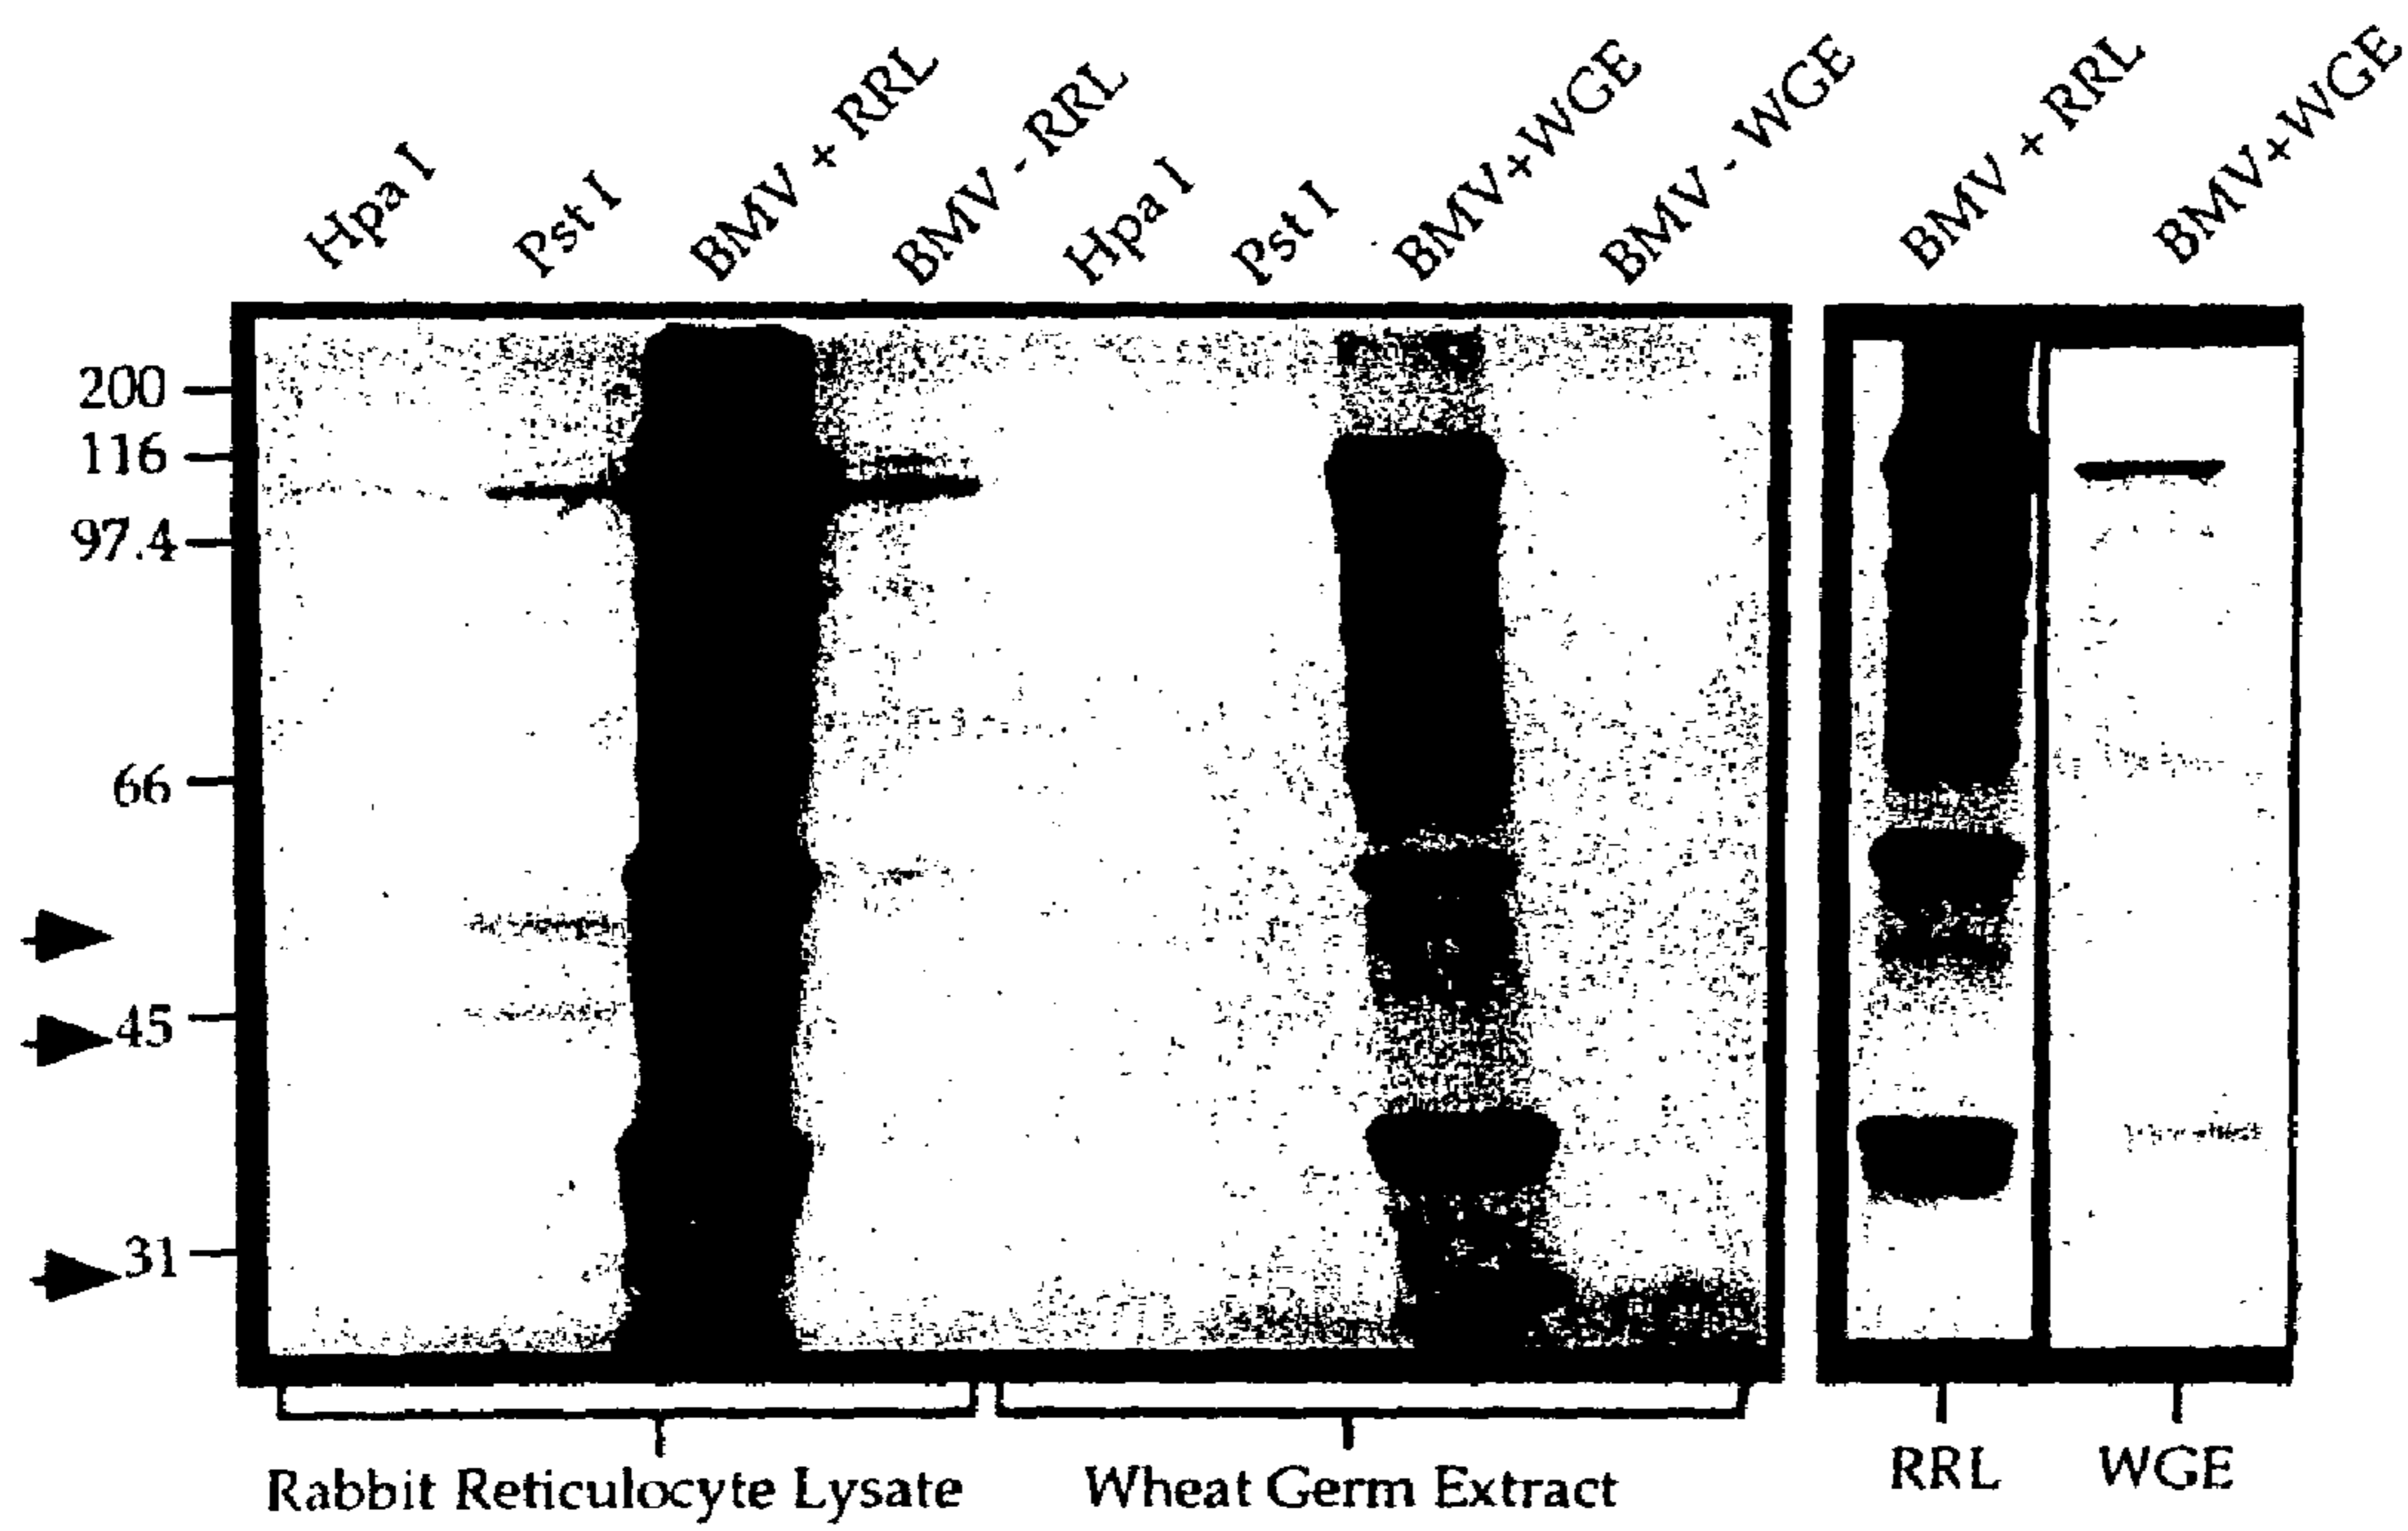 Hpa I
Pst I
BMV + RRL
BMV - RRL
Hpa I
Pst I
BMV+WGE
BMV - WGE
BMV + RRL
BMV+WGE
200
116
97.4
66
45
31
Rabbit Reticulocyte Lysate
Wheat Germ Extract
RRL
WGE